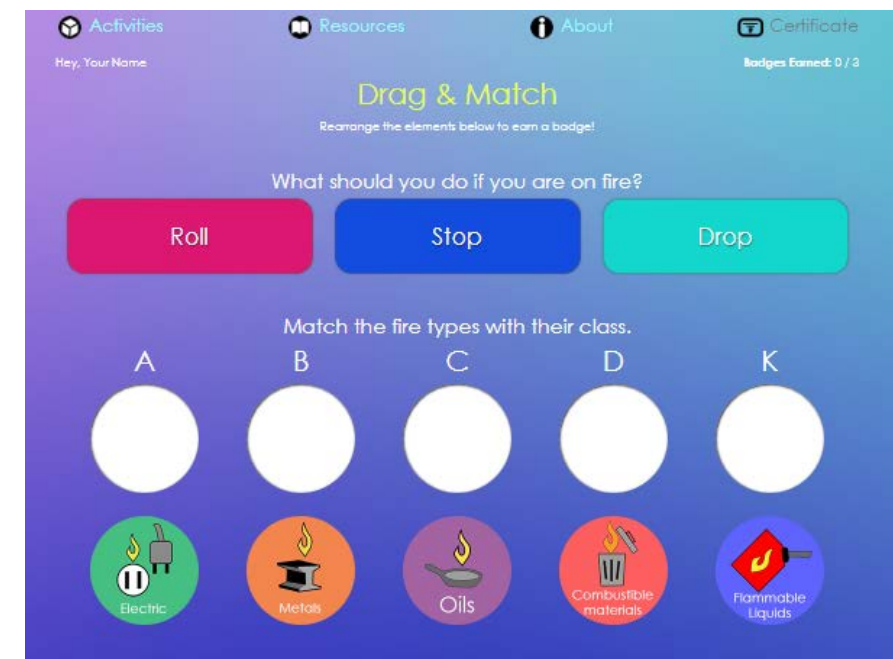 Activities Resources About Certificate
Hey, Your Name Badges Earned: 0 / 3
Drag & Match
Rearrange the elements below to earn a badge!
What should you do if you are on fire?
Roll Stop Drop
Match the fire types with their class.
A B C D K
Electric Metals Oils Combustible materials Flammable Liquids